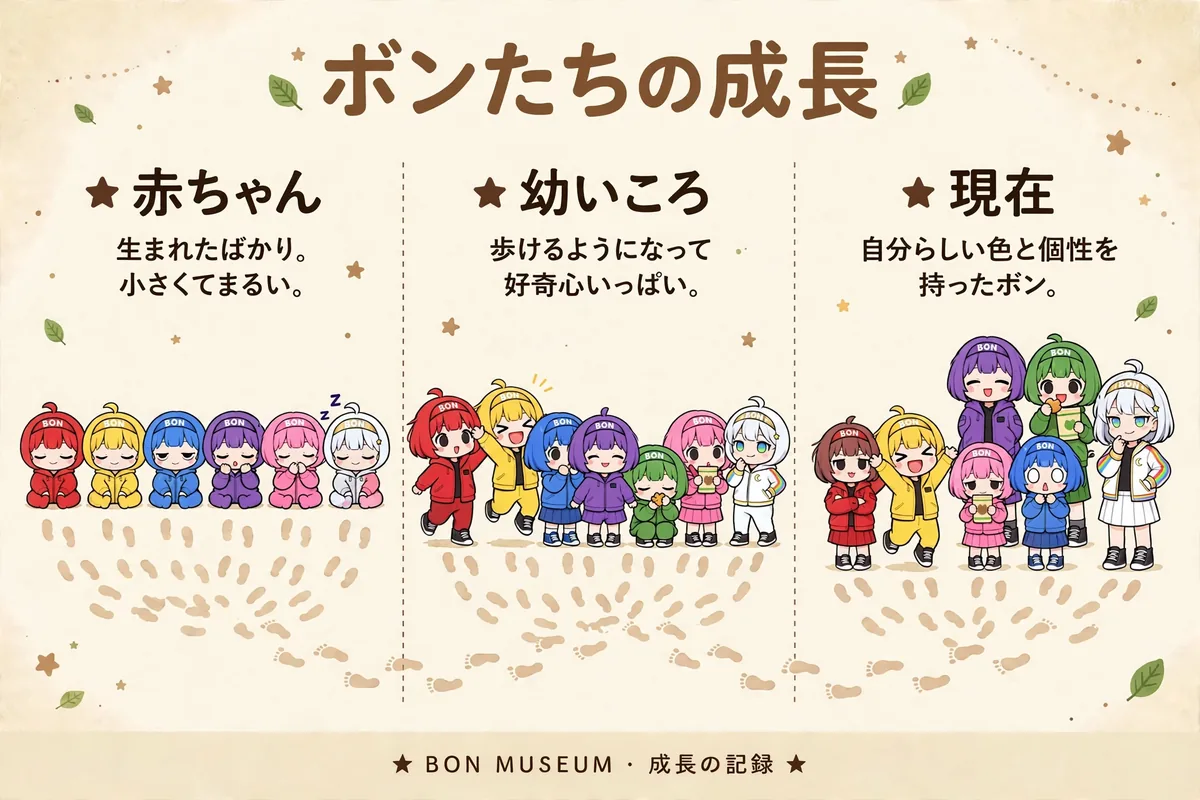 ボンたちの成長
★ 赤ちゃん
生まれたばかり。
小さくてまるい。
★ 幼いころ
歩けるようになって
好奇心いっぱい。
★ 現在
自分らしい色と個性を
持ったボン。
BON
BON
BON
BON
BON
BON
z
z
BON
BON
BON
BON
BON
BON
BON
BON
BON
BON
BON
BON
BON
BON
★ BON MUSEUM · 成長の記録 ★